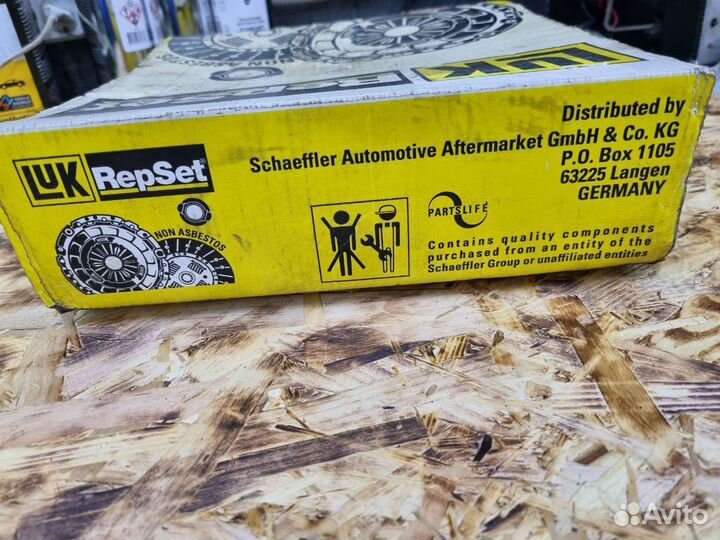 LUK
LUK RepSet®
NON ASBESTOS
Distributed by
Schaeffler Automotive Aftermarket GmbH & Co. KG
P.O. Box 1105
63225 Langen
GERMANY
PARTSLIFE
Contains quality components
purchased from an entity of the
Schaeffler Group or unaffiliated entities
Avito